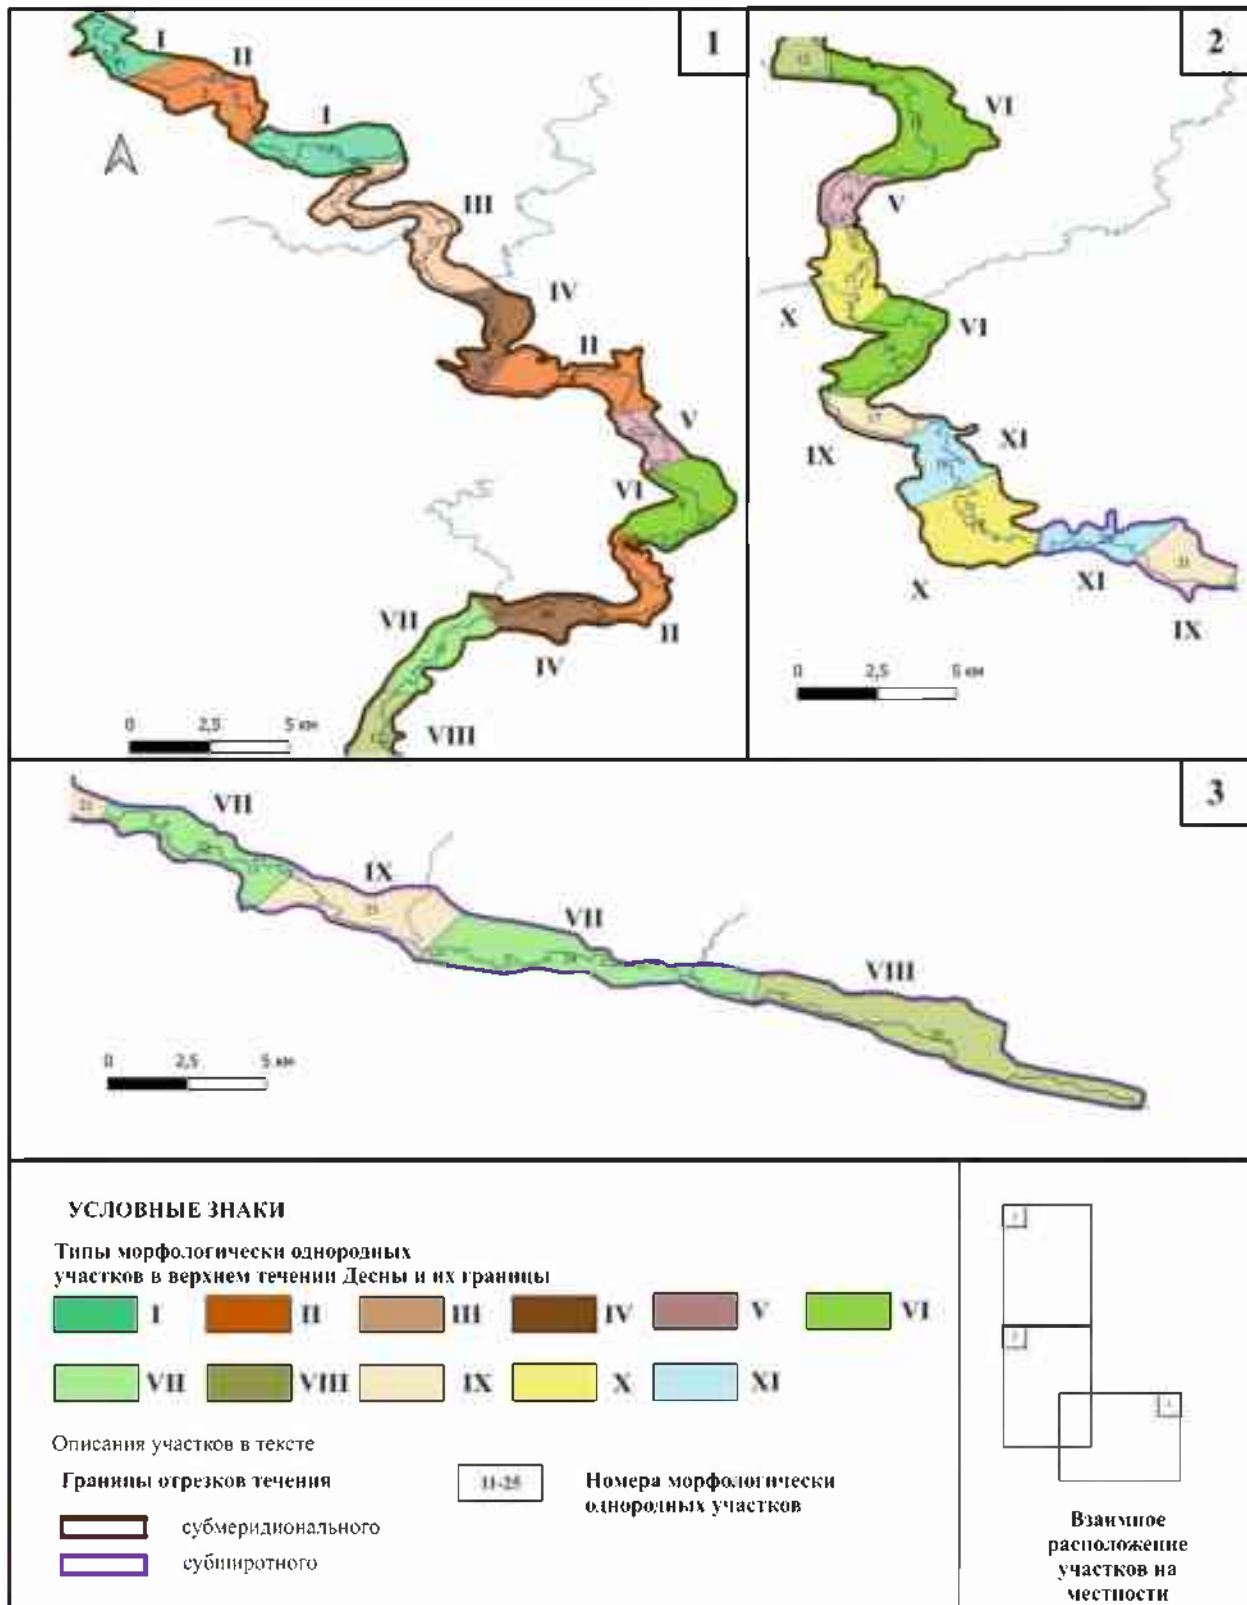 1
I
II
I
III
IV
II
V
VI
VII
IV
II
VIII
0 2,5 5 км
2
VI
V
X
VI
IX
17
XI
X
XI
IX
0 2,5 5 км
3
21
VII
IX
VII
VIII
0 2,5 5 км
УСЛОВНЫЕ ЗНАКИ
Типы морфологически однородных
участков в верхнем течении Десны и их границы
I II III IV V VI
VII VIII IX X XI
Описания участков в тексте
Границы отрезков течения
субмеридионального
субширотного
11-25
Номера морфологически
однородных участков
Взаимное
расположение
участков на
местности